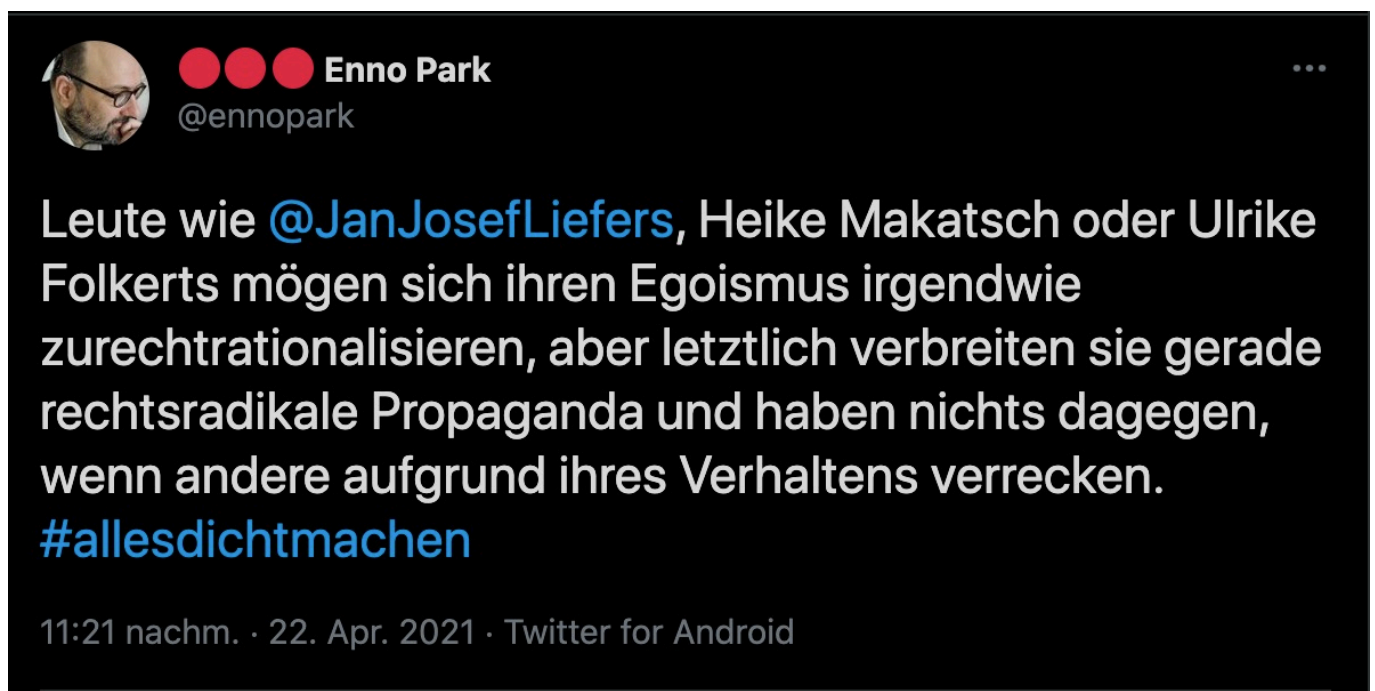 Enno Park
@ennopark
Leute wie @JanJosefLiefers, Heike Makatsch oder Ulrike
Folkerts mögen sich ihren Egoismus irgendwie
zurechtrationalisieren, aber letztlich verbreiten sie gerade
rechtsradikale Propaganda und haben nichts dagegen,
wenn andere aufgrund ihres Verhaltens verrecken.
#allesdichtmachen
11:21 nachm. · 22. Apr. 2021 · Twitter for Android